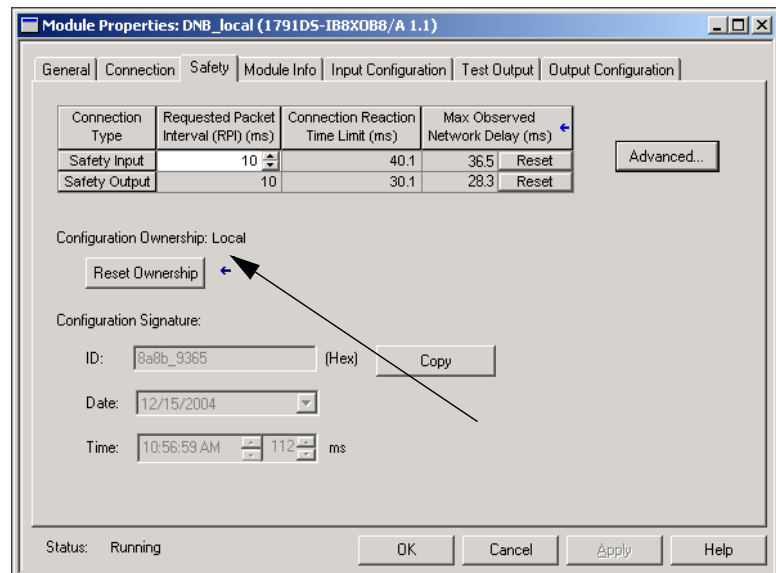 Module Properties: DNB_local (1791DS-IB8XOB8/A 1.1)
General Connection Safety Module Info Input Configuration Test Output Output Configuration
Connection Type Requested Packet Interval (RPI) (ms) Connection Reaction Time Limit (ms) Max Observed Network Delay (ms)
Safety Input 10 40.1 36.5 Reset
Safety Output 10 30.1 28.3 Reset
Advanced...
Configuration Ownership: Local
Reset Ownership
Configuration Signature:
ID: 8a8b_9365 (Hex) Copy
Date: 12/15/2004
Time: 10:56:59 AM 112 ms
Status: Running OK Cancel Apply Help